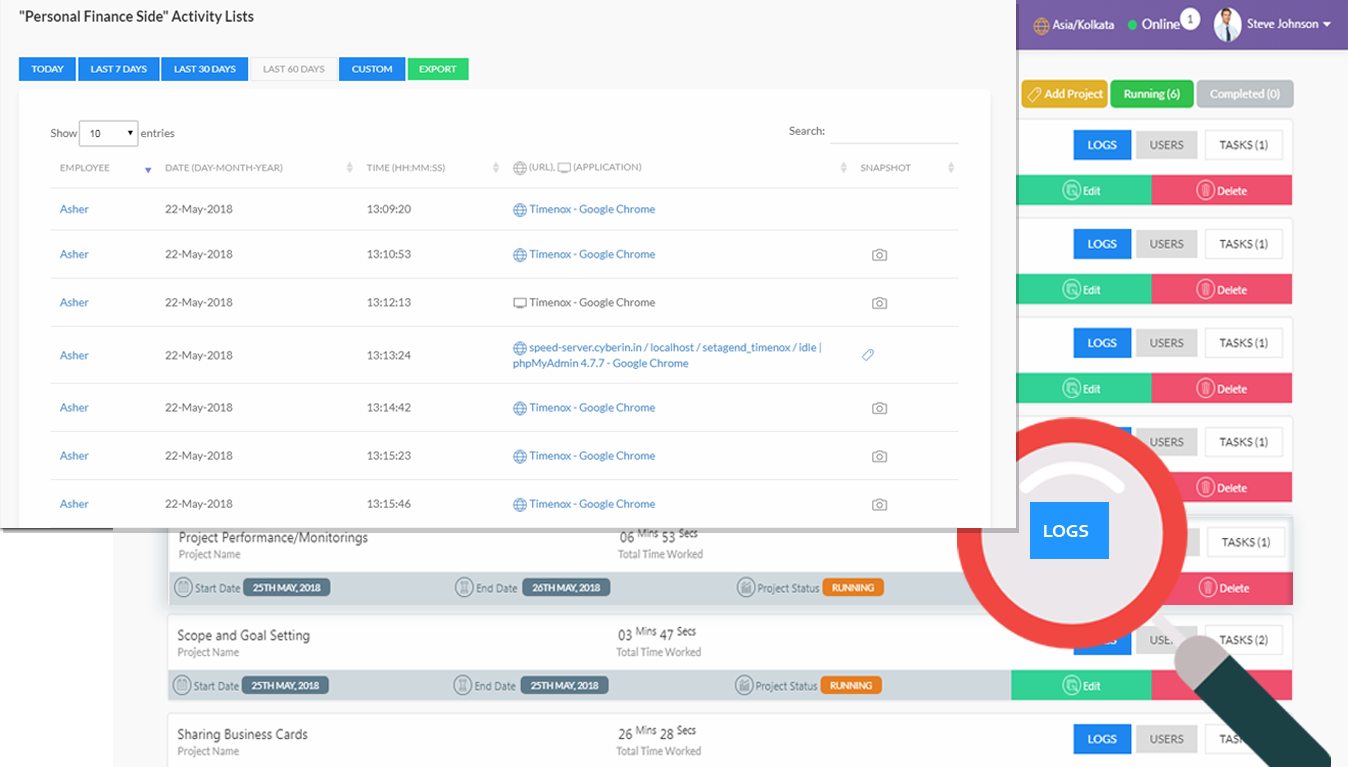 "Personal Finance Side" Activity Lists
Asia/Kolkata Online 1 Steve Johnson
TODAY LAST 7 DAYS LAST 30 DAYS LAST 60 DAYS CUSTOM EXPORT
Add Project Running (6) Completed (0)
Show 10 entries Search:
EMPLOYEE DATE (DAY-MONTH-YEAR) TIME (HH:MM:SS) (URL), (APPLICATION) SNAPSHOT
Asher 22-May-2018 13:09:20 Timenox - Google Chrome
Asher 22-May-2018 13:10:53 Timenox - Google Chrome
Asher 22-May-2018 13:12:13 Timenox - Google Chrome
Asher 22-May-2018 13:13:24 speed-server.cyberin.in / localhost / setagend_timenox / idle |
phpMyAdmin 4.7.7 - Google Chrome
Asher 22-May-2018 13:14:42 Timenox - Google Chrome
Asher 22-May-2018 13:15:23 Timenox - Google Chrome
Asher 22-May-2018 13:15:46 Timenox - Google Chrome
LOGS USERS TASKS (1)
Edit Delete
LOGS USERS TASKS (1)
Edit Delete
LOGS USERS TASKS (1)
Edit Delete
USERS TASKS (1)
Delete
LOGS
Project Performance/Monitorings 06 Mins 53 Secs TASKS (1)
Project Name Total Time Worked
Start Date 25TH MAY, 2018 End Date 26TH MAY, 2018 Project Status RUNNING Delete
Scope and Goal Setting 03 Mins 47 Secs TASKS (2)
Project Name Total Time Worked
Start Date 25TH MAY, 2018 End Date 25TH MAY, 2018 Project Status RUNNING Edit
Sharing Business Cards 26 Mins 28 Secs LOGS USERS
Project Name Total Time Worked